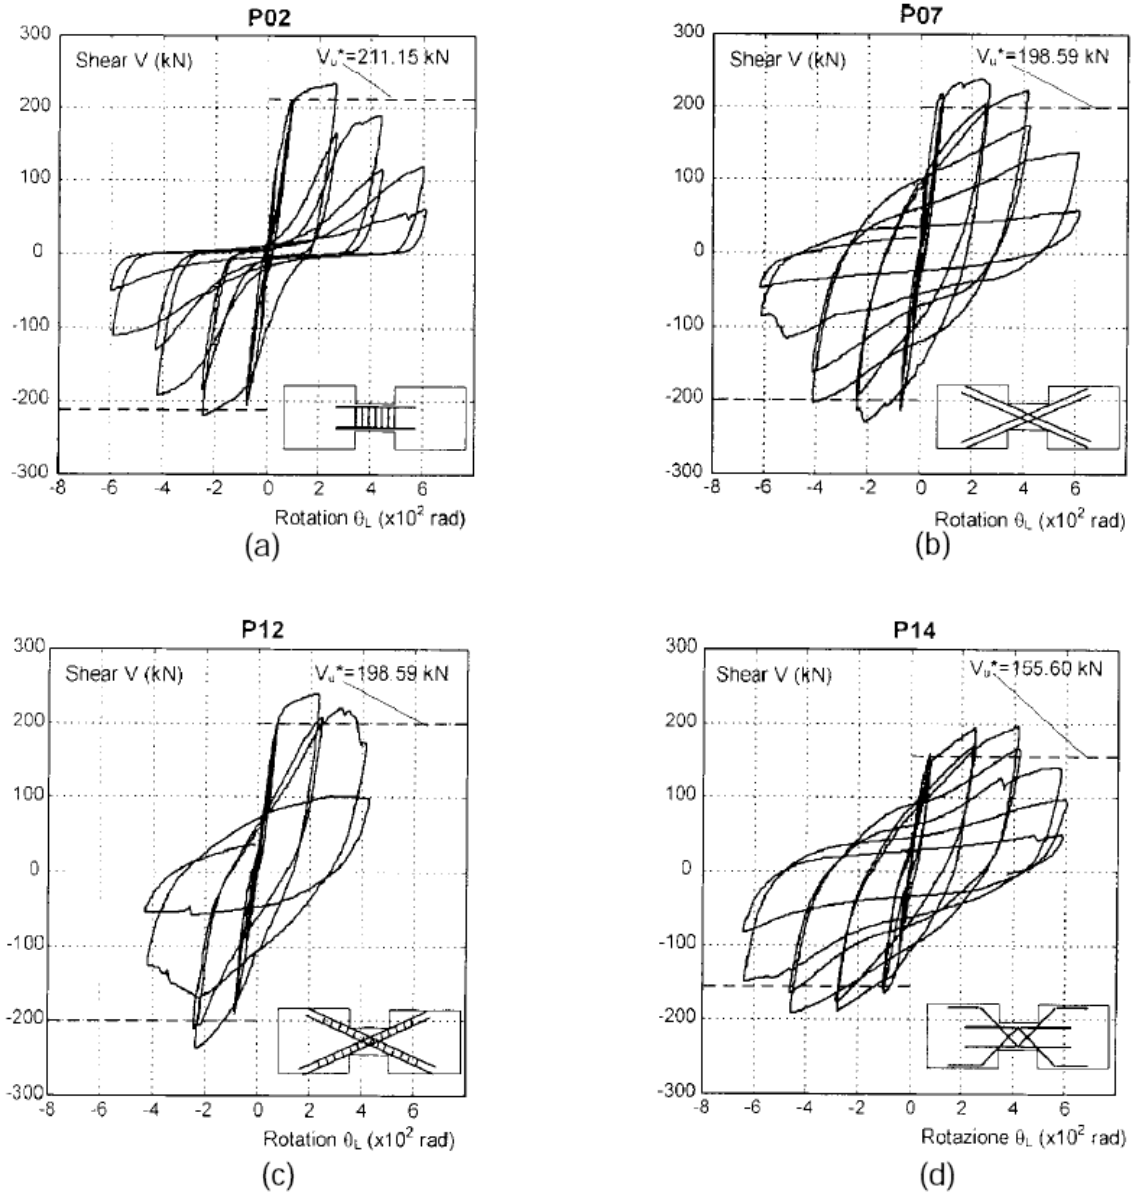 P02
300
Shear V (kN)
Vu*=211.15 kN
200
100
0
-100
-200
-300
-8 -6 -4 -2 0 2 4 6
Rotation θL (x10² rad)
(a)
P07
300
Shear V (kN)
Vu*=198.59 kN
200
100
0
-100
-200
-300
-8 -6 -4 -2 0 2 4 6
Rotation θL (x10² rad)
(b)
P12
300
Shear V (kN)
Vu*=198.59 kN
200
100
0
-100
-200
-300
-8 -6 -4 -2 0 2 4 6
Rotation θL (x10² rad)
(c)
P14
300
Shear V (kN)
Vu*=155.60 kN
200
100
0
-100
-200
-300
-8 -6 -4 -2 0 2 4 6
Rotazione θL (x10² rad)
(d)